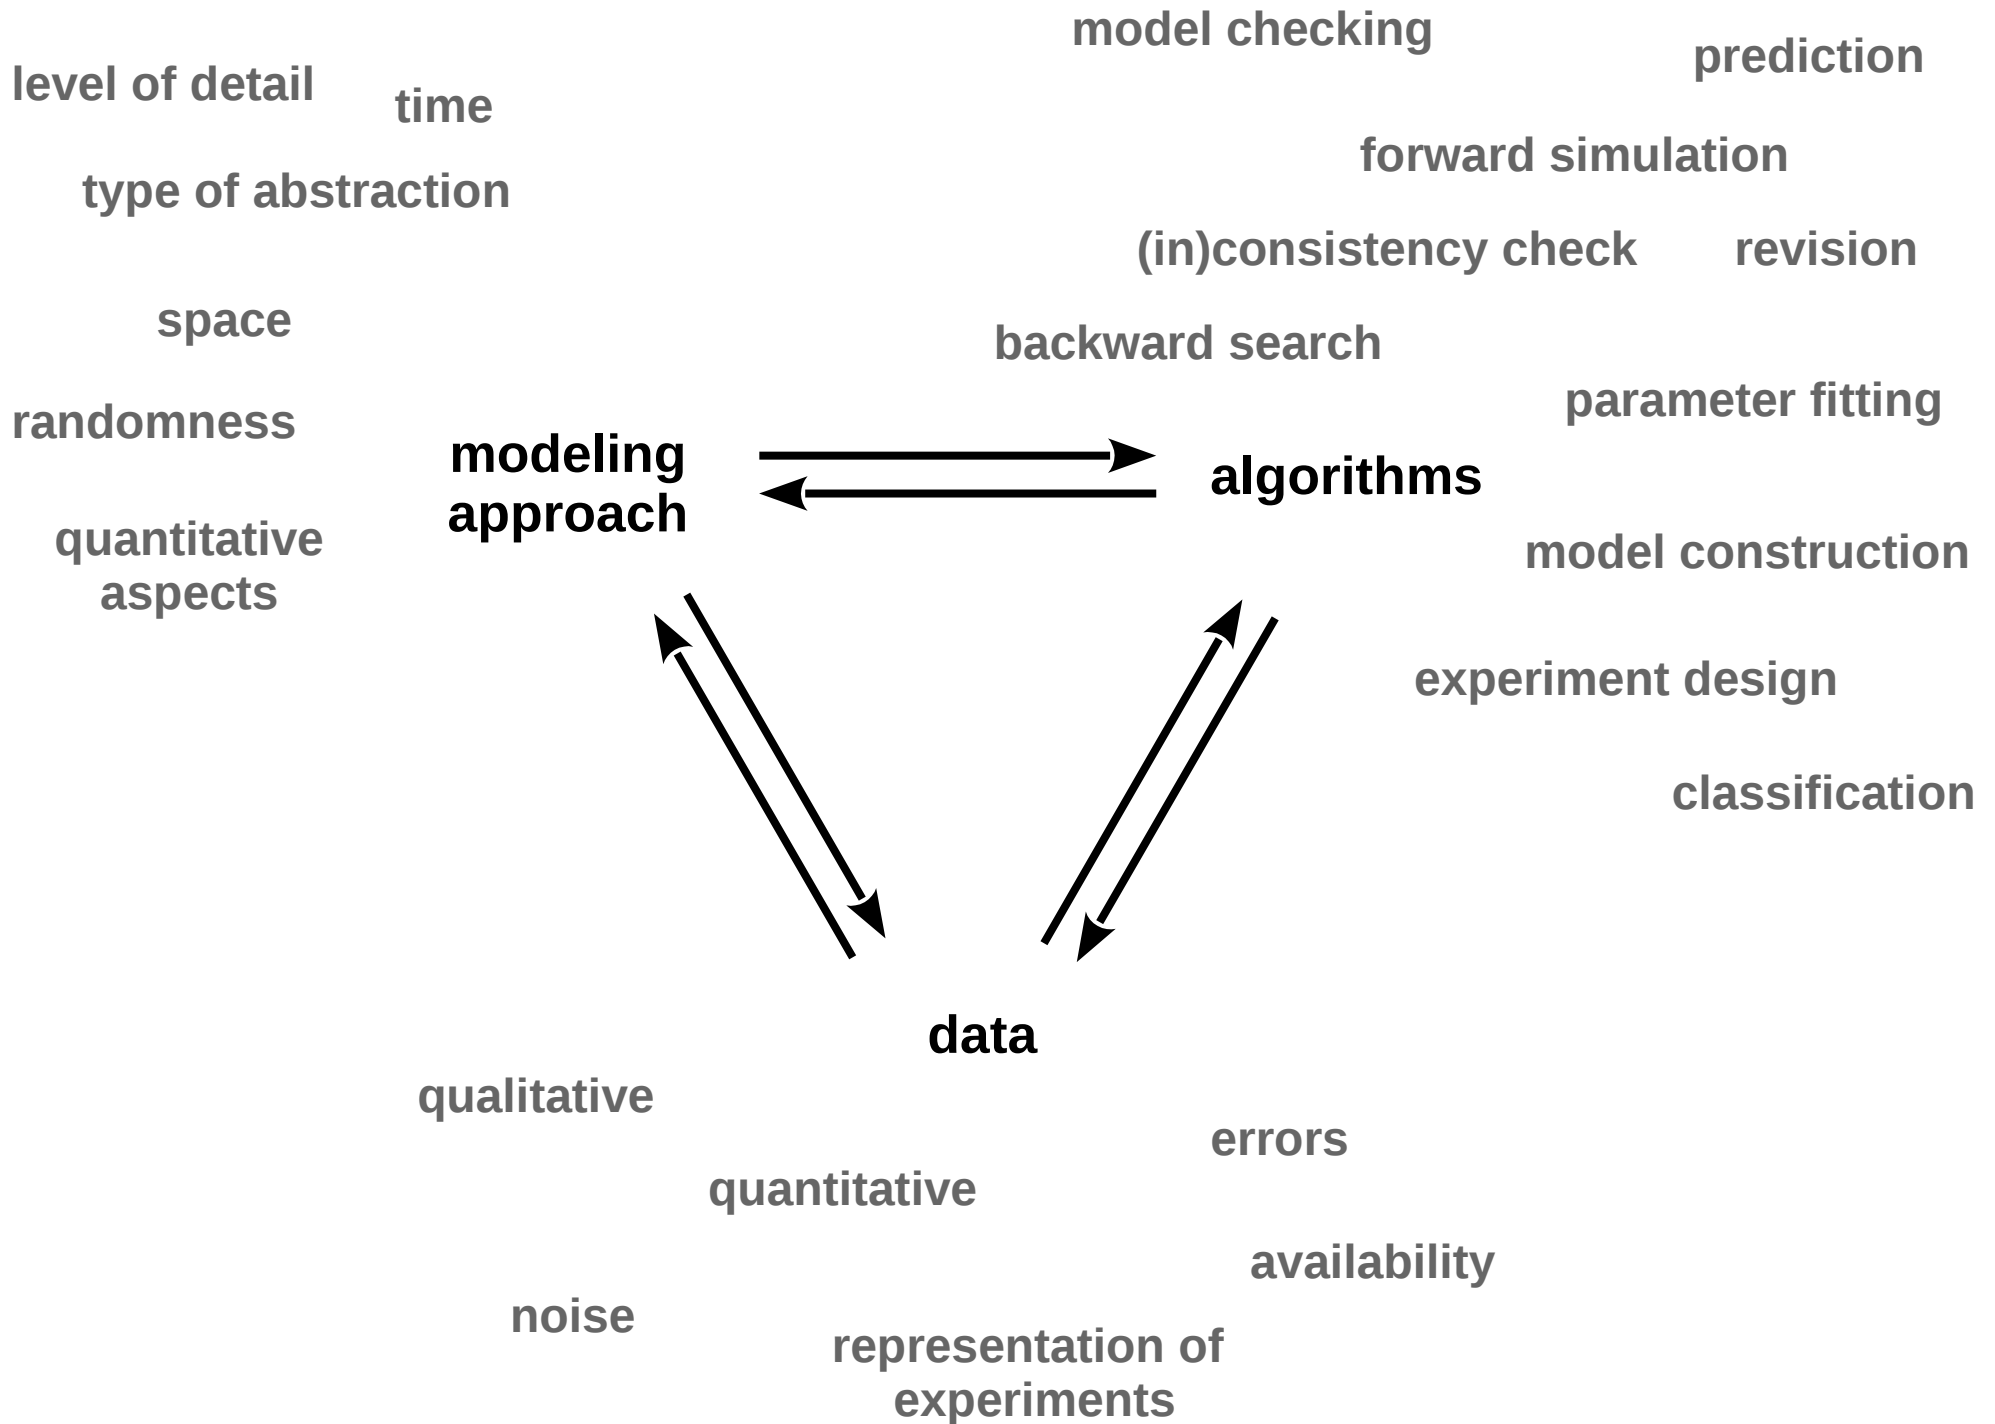 model checking
prediction
level of detail
time
forward simulation
type of abstraction
(in)consistency check
revision
space
backward search
parameter fitting
randomness
modeling
approach
algorithms
quantitative
aspects
model construction
experiment design
classification
data
qualitative
errors
quantitative
availability
noise
representation of
experiments